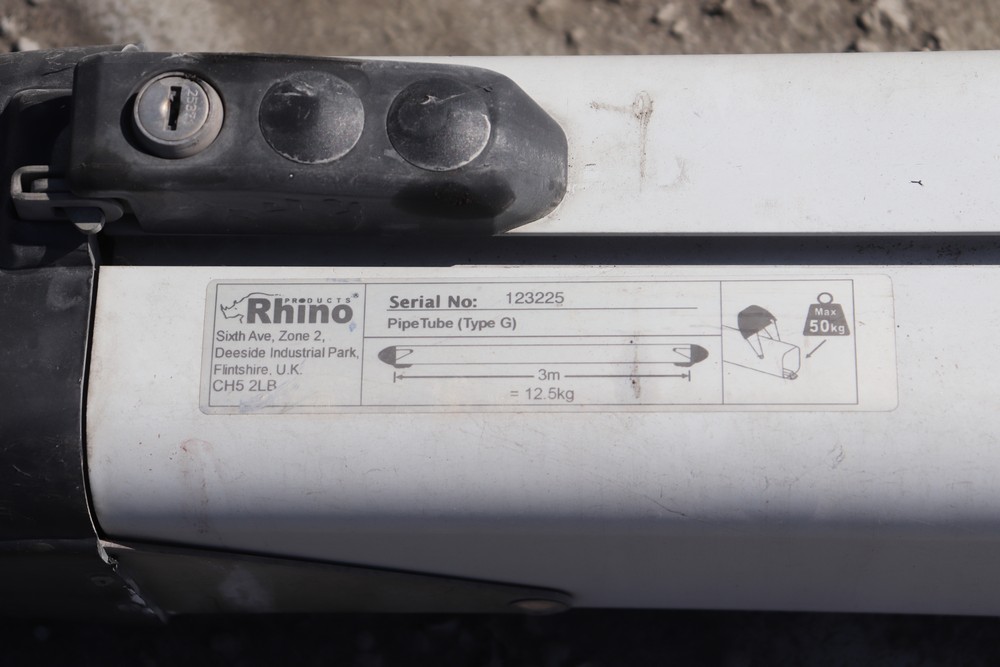 PRODUCTS®
Rhino
Sixth Ave, Zone 2,
Deeside Industrial Park,
Flintshire, U.K.
CH5 2LB
Serial No: 123225
PipeTube (Type G)
3m
= 12.5kg
Max
50kg